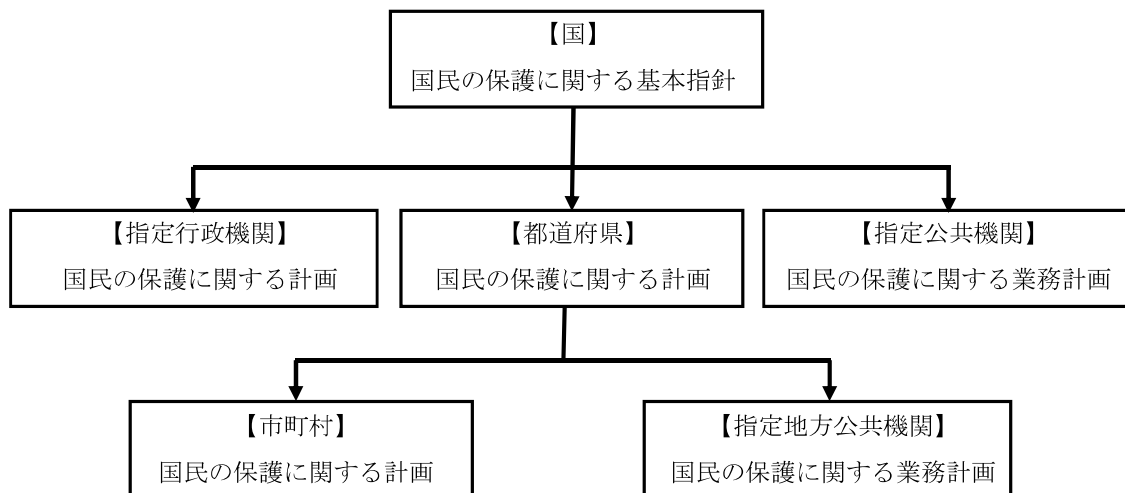 【国】
国民の保護に関する基本指針
【指定行政機関】
国民の保護に関する計画
【都道府県】
国民の保護に関する計画
【指定公共機関】
国民の保護に関する業務計画
【市町村】
国民の保護に関する計画
【指定地方公共機関】
国民の保護に関する業務計画